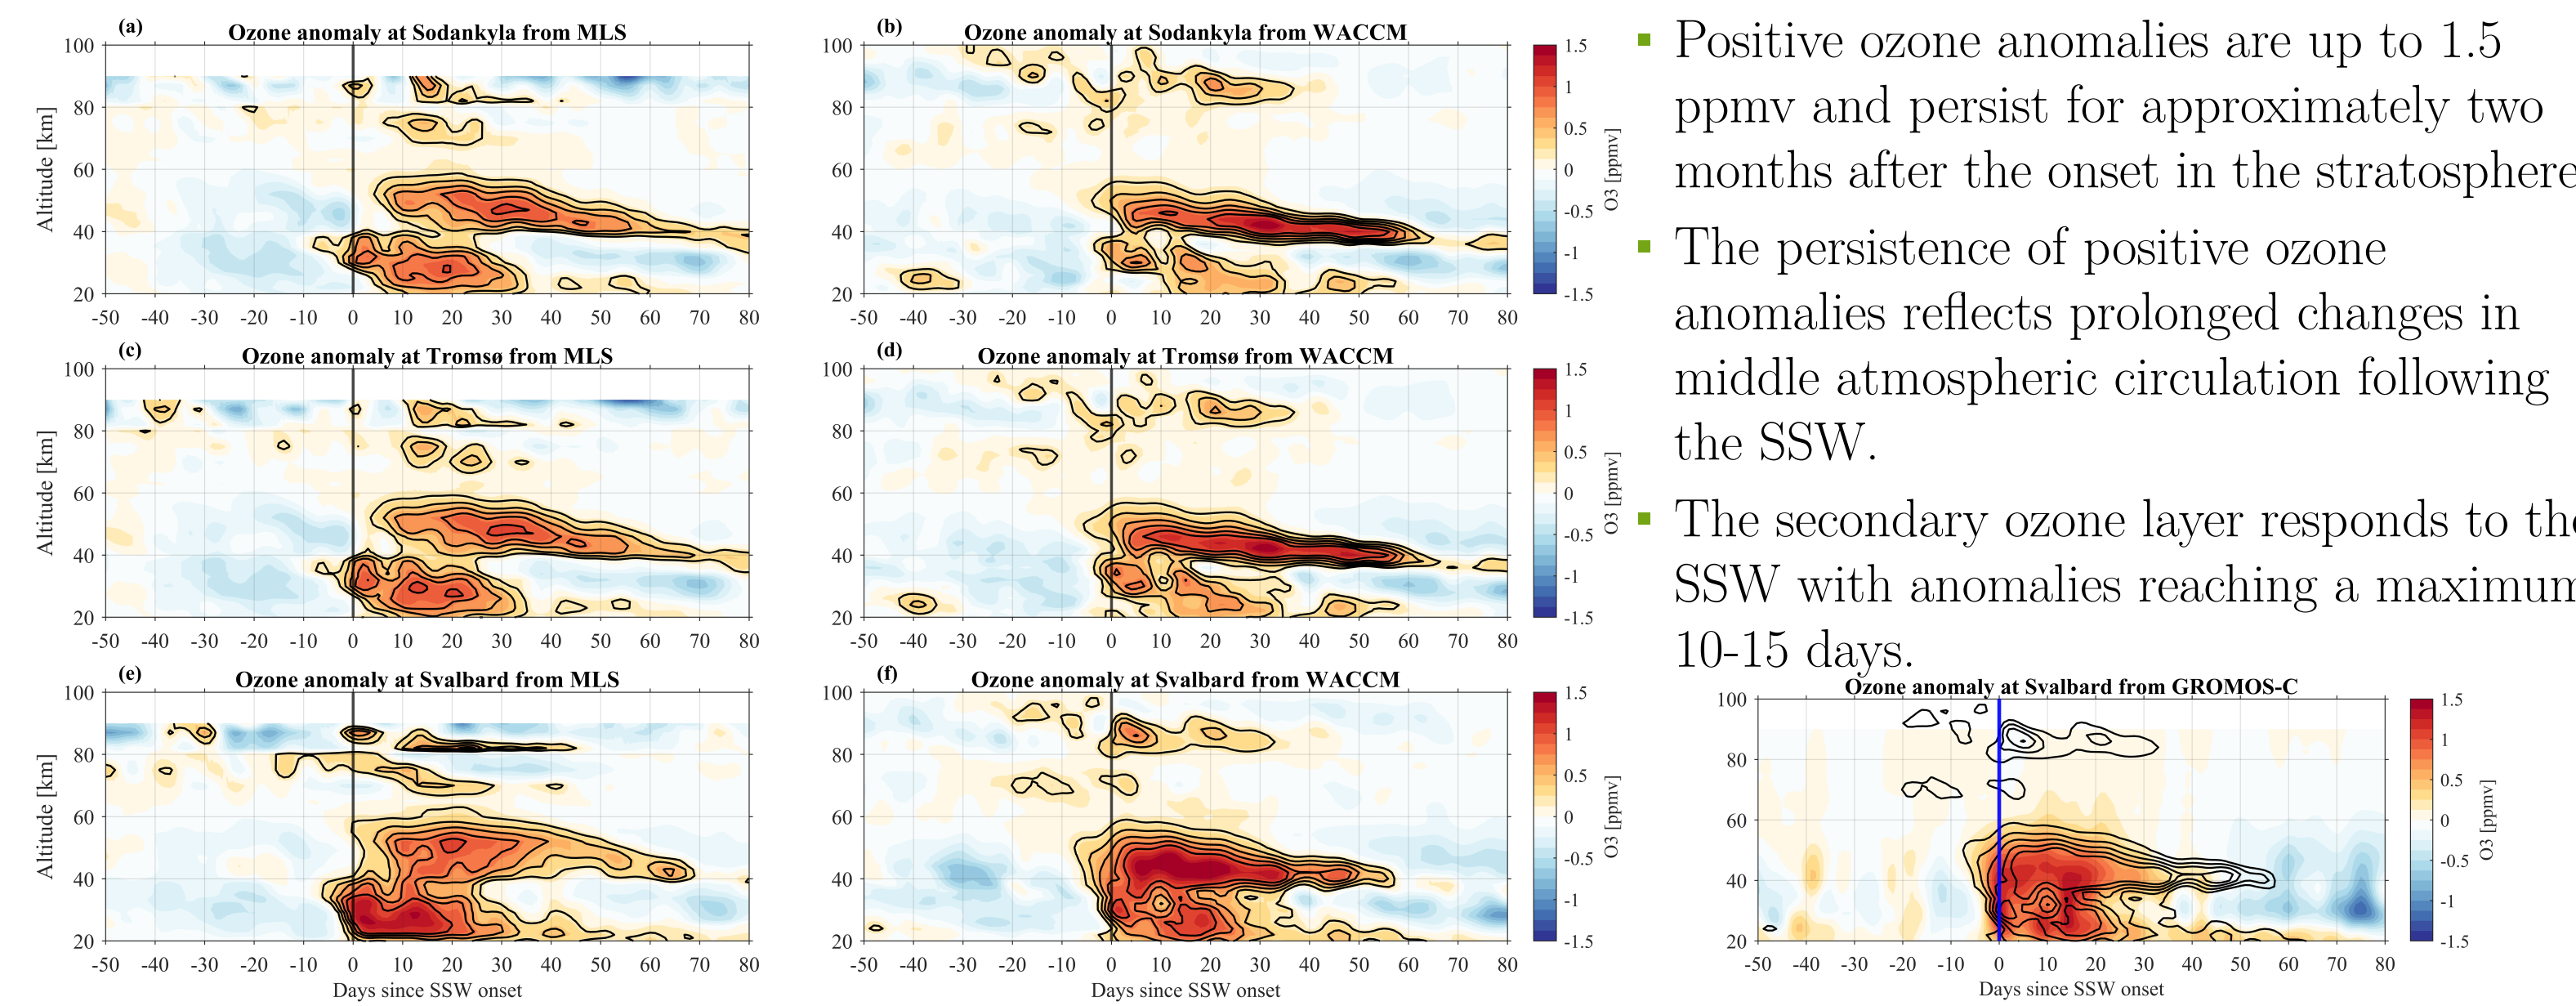 (a)
Ozone anomaly at Sodankyla from MLS
100
80
60
40
20
Altitude [km]
-50 -40 -30 -20 -10 0 10 20 30 40 50 60 70 80
(b)
Ozone anomaly at Sodankyla from WACCM
100
80
60
40
20
-50 -40 -30 -20 -10 0 10 20 30 40 50 60 70 80
1.5
1
0.5
0
-0.5
-1
-1.5
O3 [ppmv]
(c)
Ozone anomaly at Tromsø from MLS
100
80
60
40
20
Altitude [km]
-50 -40 -30 -20 -10 0 10 20 30 40 50 60 70 80
(d)
Ozone anomaly at Tromsø from WACCM
100
80
60
40
20
-50 -40 -30 -20 -10 0 10 20 30 40 50 60 70 80
1.5
1
0.5
0
-0.5
-1
-1.5
O3 [ppmv]
(e)
Ozone anomaly at Svalbard from MLS
100
80
60
40
20
Altitude [km]
-50 -40 -30 -20 -10 0 10 20 30 40 50 60 70 80
Days since SSW onset
(f)
Ozone anomaly at Svalbard from WACCM
100
80
60
40
20
-50 -40 -30 -20 -10 0 10 20 30 40 50 60 70 80
Days since SSW onset
1.5
1
0.5
0
-0.5
-1
-1.5
O3 [ppmv]
Positive ozone anomalies are up to 1.5
ppmv and persist for approximately two
months after the onset in the stratosphere
The persistence of positive ozone
anomalies reflects prolonged changes in
middle atmospheric circulation following
the SSW.
The secondary ozone layer responds to the
SSW with anomalies reaching a maximum
10-15 days.
Ozone anomaly at Svalbard from GROMOS-C
100
80
60
40
20
-50 -40 -30 -20 -10 0 10 20 30 40 50 60 70 80
Days since SSW onset
1.5
1
0.5
0
-0.5
-1
-1.5
O3 [ppmv]